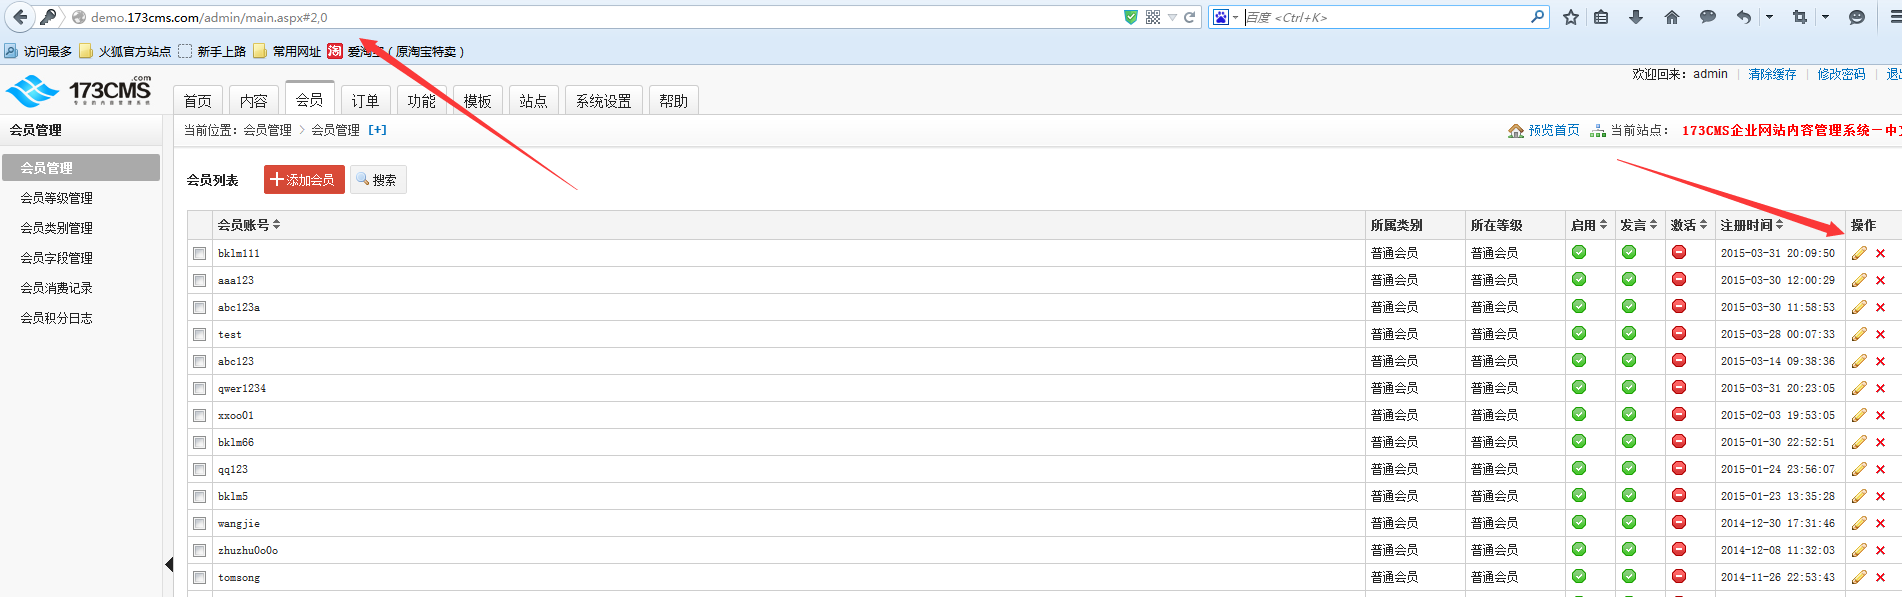 demo.173cms.com/admin/main.aspx#2,0
百度 <Ctrl+K>
访问最多 火狐官方站点 新手上路 常用网址 淘 爱淘宝 ( 原淘宝特卖 )
欢迎回来：admin 清除缓存 修改密码
173CMS .com
首页 内容 会员 订单 功能 模板 站点 系统设置 帮助
会员管理
当前位置：会员管理 > 会员管理 [+]
预览首页 当前站点： 173CMS企业网站内容管理系统－中
会员管理
会员等级管理
会员类别管理
会员字段管理
会员消费记录
会员积分日志
会员列表 添加会员 搜索
会员账号 所属类别 所在等级 启用 发言 激活 注册时间 操作
bklm111 普通会员 普通会员 2015-03-31 20:09:50
aaa123 普通会员 普通会员 2015-03-30 12:00:29
abc123a 普通会员 普通会员 2015-03-30 11:58:53
test 普通会员 普通会员 2015-03-28 00:07:33
abc123 普通会员 普通会员 2015-03-14 09:38:36
qwer1234 普通会员 普通会员 2015-03-31 20:23:05
xxoo01 普通会员 普通会员 2015-02-03 19:53:05
bklm66 普通会员 普通会员 2015-01-30 22:52:51
qq123 普通会员 普通会员 2015-01-24 23:56:07
bklm5 普通会员 普通会员 2015-01-23 13:35:28
wangjie 普通会员 普通会员 2014-12-30 17:31:46
zhuzhu0o0o 普通会员 普通会员 2014-12-08 11:32:03
tomsong 普通会员 普通会员 2014-11-26 22:53:43